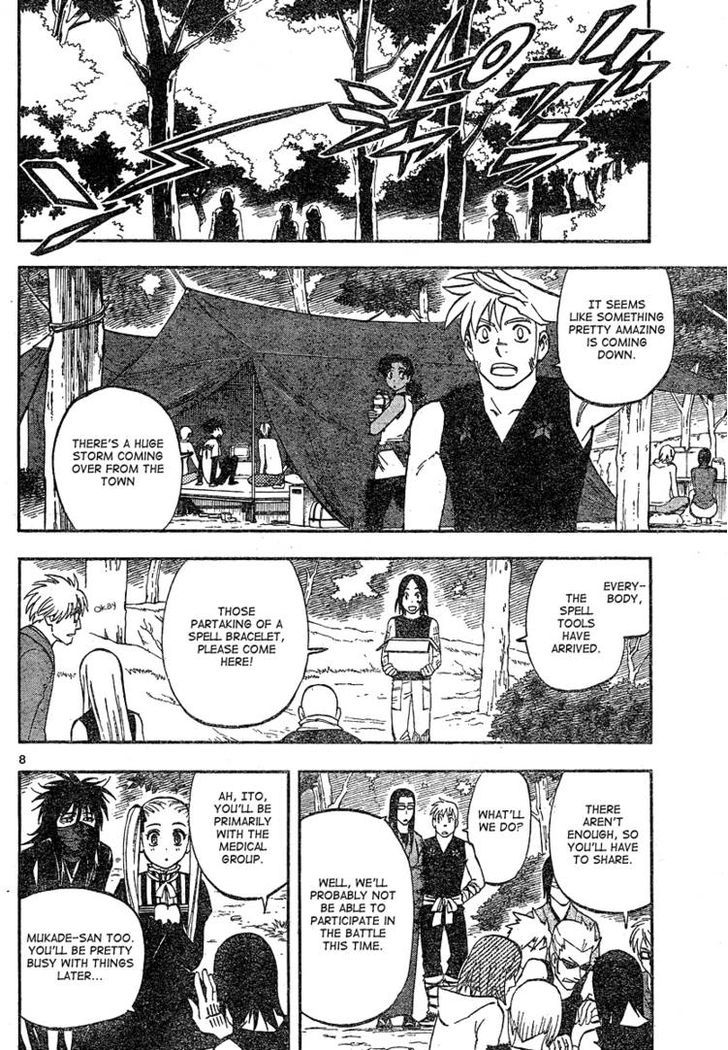 ズピシャ
IT SEEMS
LIKE SOMETHING
PRETTY AMAZING
IS COMING
DOWN.
THERE'S A HUGE
STORM COMING
OVER FROM THE
TOWN
EVERY-
BODY,
THE
SPELL
TOOLS
HAVE
ARRIVED.
THOSE
PARTAKING OF A
SPELL BRACELET,
PLEASE COME
HERE!
okay
8
THERE
AREN'T
ENOUGH, SO
YOU'LL HAVE
TO SHARE.
WHAT'LL
WE DO?
WELL, WE'LL
PROBABLY NOT
BE ABLE TO
PARTICIPATE IN
THE BATTLE
THIS TIME.
AH, ITO,
YOU'LL BE
PRIMARILY
WITH THE
MEDICAL
GROUP.
MUKADE-SAN TOO.
YOU'LL BE PRETTY
BUSY WITH THINGS
LATER...